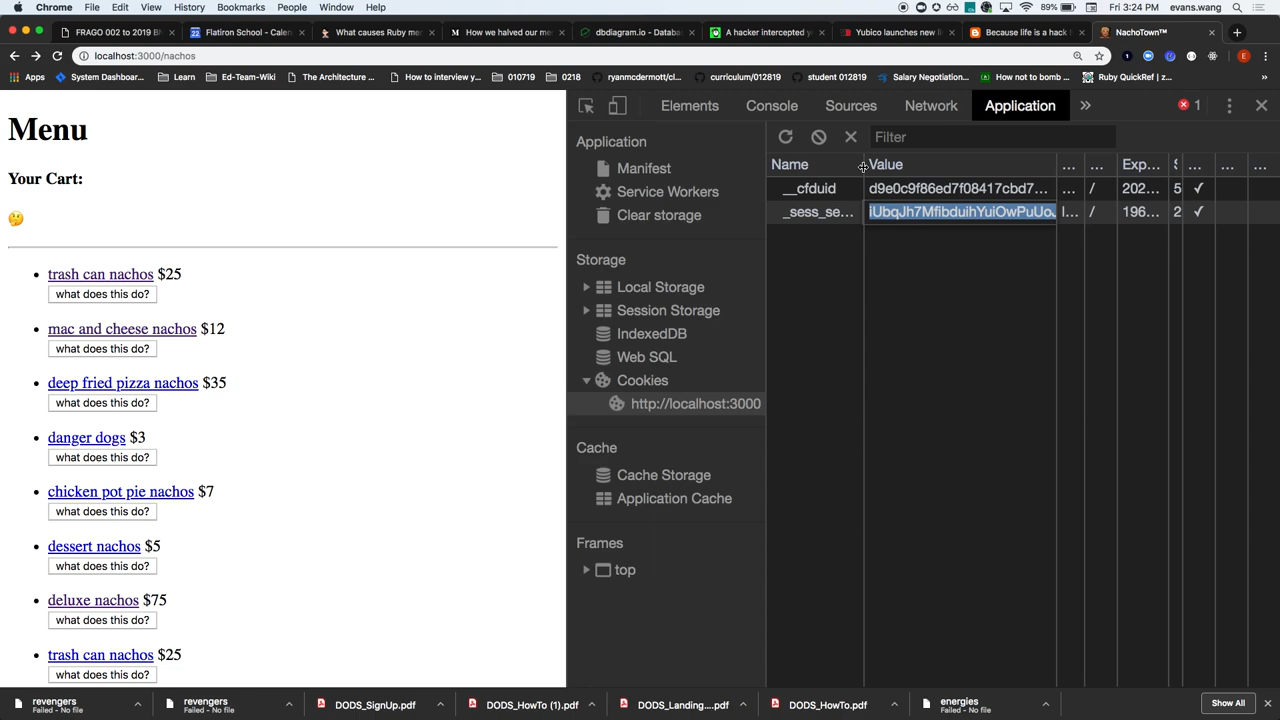 Chrome File Edit View History Bookmarks People Window Help 89% Fri 3:24 PM evans.wang
FRAGO 002 to 2019 B Flatiron School - Calen What causes Ruby me How we halved our me dbdiagram.io - Datab A hacker intercepted y Yubico launches new li Because life is a hack NachoTown™
localhost:3000/nachos
Apps System Dashboar... Learn Ed-Team-Wiki The Architecture ... How to interview y... 010719 0218 ryanmcdermott/cl... curriculum/012819 student 012819 Salary Negotiation... How not to bomb ... Ruby QuickRef | z...
Menu
Your Cart:
trash can nachos $25
what does this do?
mac and cheese nachos $12
what does this do?
deep fried pizza nachos $35
what does this do?
danger dogs $3
what does this do?
chicken pot pie nachos $7
what does this do?
dessert nachos $5
what does this do?
deluxe nachos $75
what does this do?
trash can nachos $25
what does this do?
Elements Console Sources Network Application » 1
Application
Manifest
Service Workers
Clear storage
Storage
Local Storage
Session Storage
IndexedDB
Web SQL
Cookies
http://localhost:3000
Cache
Cache Storage
Application Cache
Frames
top
Filter
Name Value ... ... Exp... S ... ... ...
__cfduid d9e0c9f86ed7f08417cbd7... ... / 202... 5 ✓
_sess_se... iUbqJh7MfibduihYuiOwPuUo l... / 196... 2 ✓
revengers
Failed - No file
revengers
Failed - No file
DODS_SignUp.pdf
DODS_HowTo (1).pdf
DODS_Landing....pdf
DODS_HowTo.pdf
energies
Failed - No file
Show All